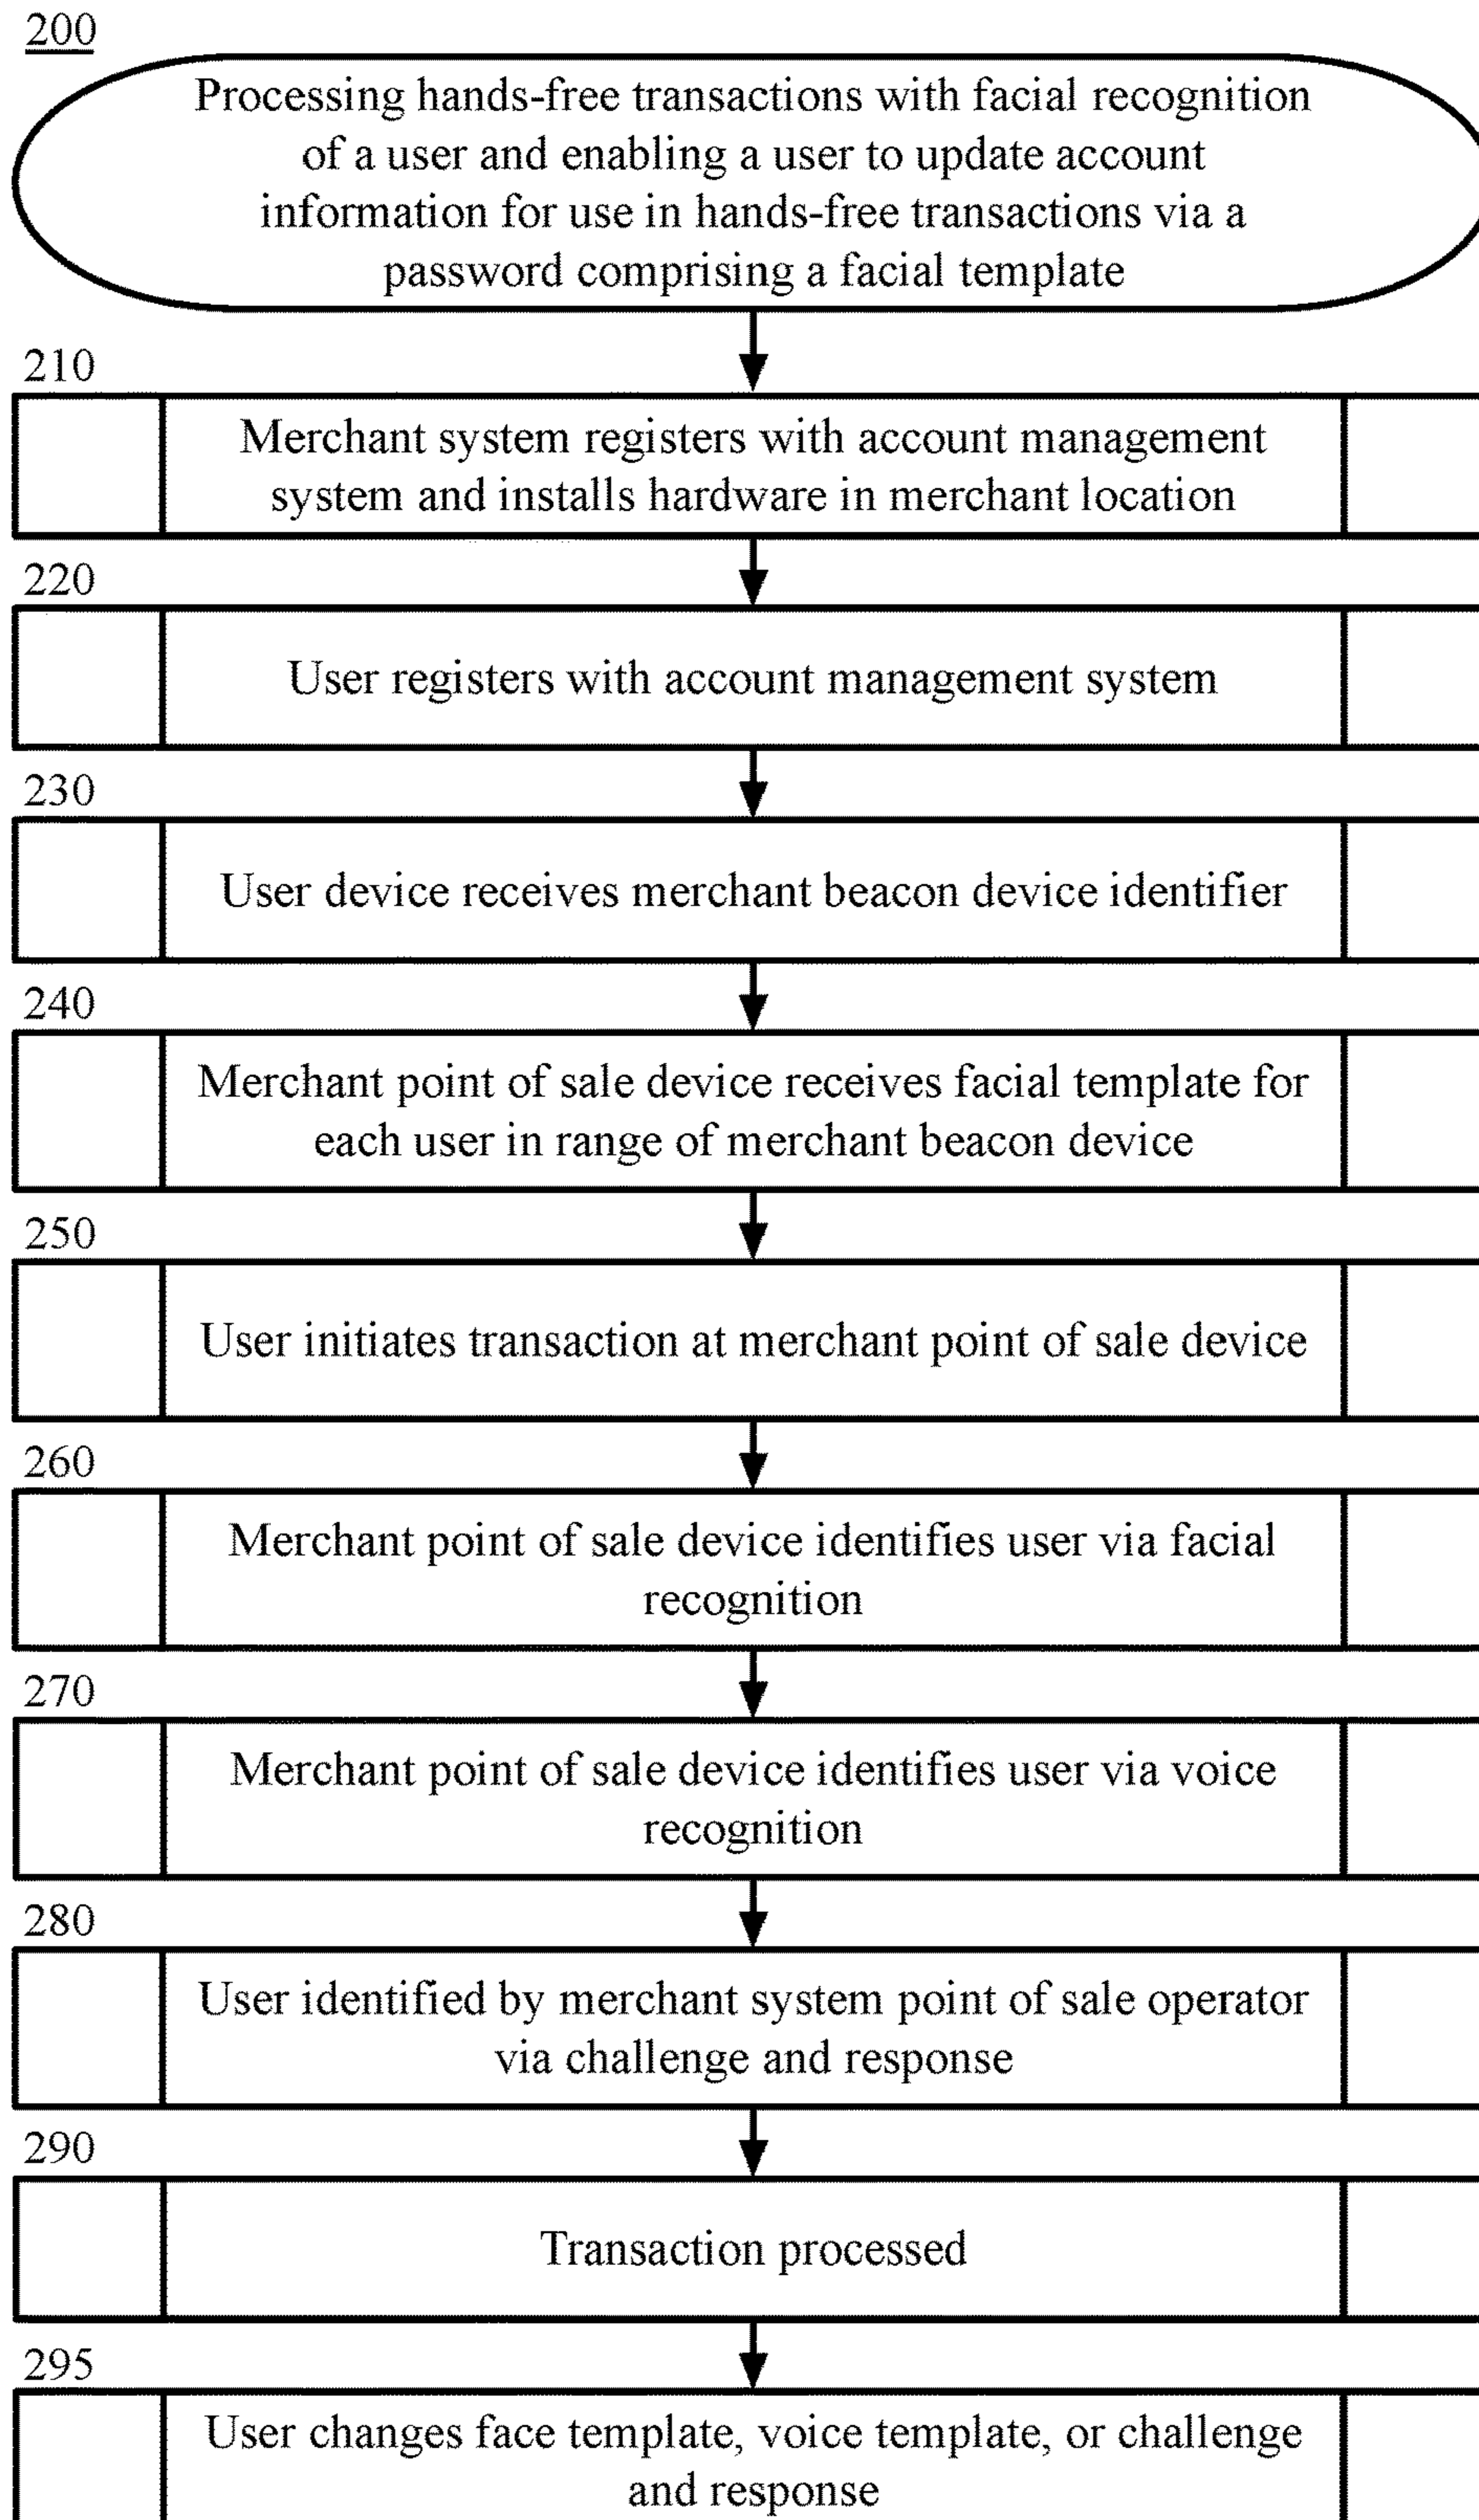 200
Processing hands-free transactions with facial recognition
of a user and enabling a user to update account
information for use in hands-free transactions via a
password comprising a facial template
210
Merchant system registers with account management
system and installs hardware in merchant location
220
User registers with account management system
230
User device receives merchant beacon device identifier
240
Merchant point of sale device receives facial template for
each user in range of merchant beacon device
250
User initiates transaction at merchant point of sale device
260
Merchant point of sale device identifies user via facial
recognition
270
Merchant point of sale device identifies user via voice
recognition
280
User identified by merchant system point of sale operator
via challenge and response
290
Transaction processed
295
User changes face template, voice template, or challenge
and response